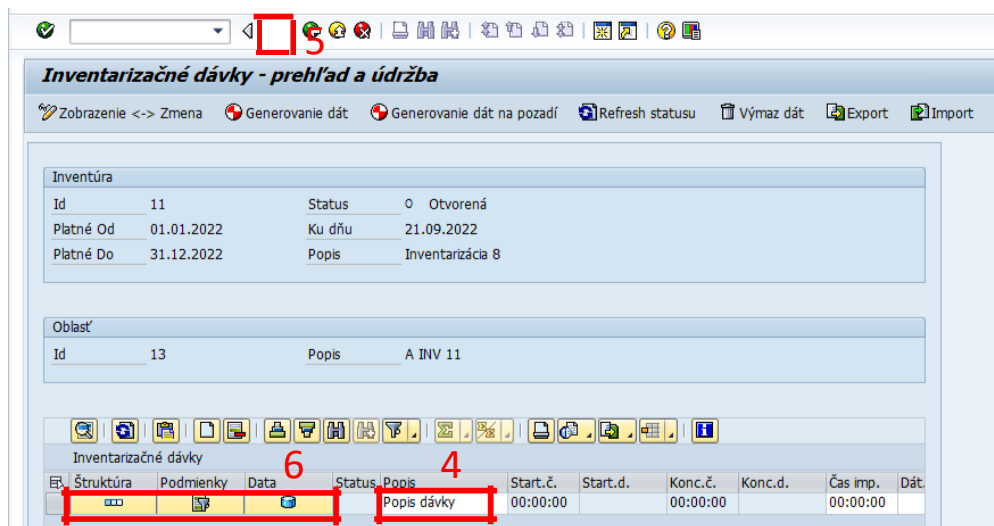 5
Inventarizačné dávky - prehľad a údržba
Zobrazenie <-> Zmena Generovanie dát Generovanie dát na pozadí Refresh statusu Výmaz dát Export Import
Inventúra
Id 11 Status O Otvorená
Platné Od 01.01.2022 Ku dňu 21.09.2022
Platné Do 31.12.2022 Popis Inventarizácia 8
Oblasť
Id 13 Popis A INV 11
Inventarizačné dávky
6 4
Štruktúra Podmienky Data Status Popis Start.č. Start.d. Konc.č. Konc.d. Čas imp. Dát.
Popis dávky 00:00:00 00:00:00 00:00:00